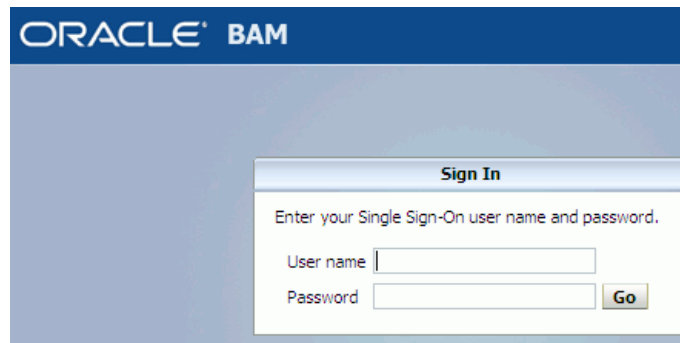 ORACLE BAM
Sign In
Enter your Single Sign-On user name and password.
User name
Password Go